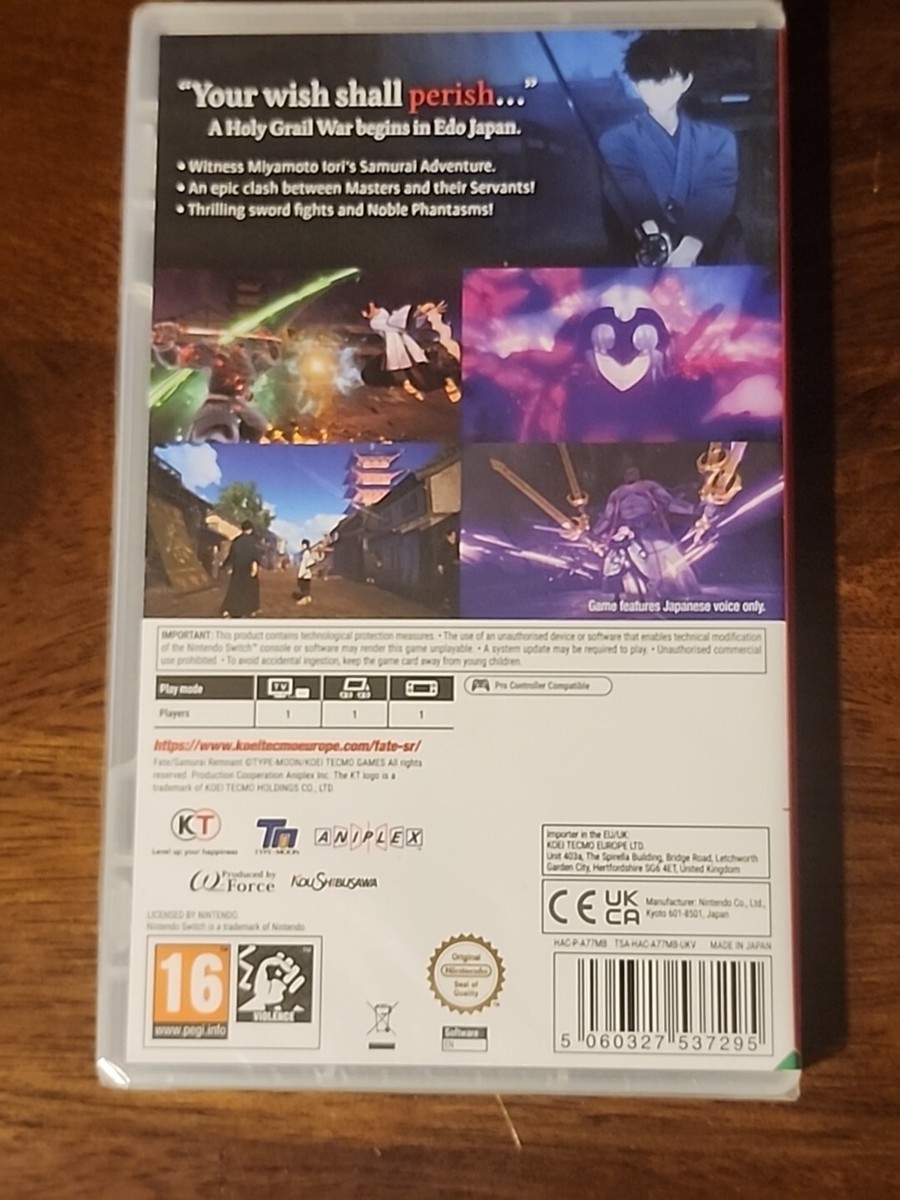 “Your wish shall perish...”
A Holy Grail War begins in Edo Japan.
• Witness Miyamoto Iori's Samurai Adventure.
• An epic clash between Masters and their Servants!
• Thrilling sword fights and Noble Phantasms!
Game features Japanese voice only.
IMPORTANT: This product contains technological protection measures. • The use of an unauthorised device or software that enables technical modification
of the Nintendo Switch™ console or software may render this game unplayable. • A system update may be required to play. • Unauthorised commercial
use prohibited. • To avoid accidental ingestion, keep the game card away from young children.
Play mode TV
Players 1 1 1
Pro Controller Compatible
https://www.koeitecmoeurope.com/fate-sr/
Fate/Samurai Remnant ©TYPE-MOON/KOEI TECMO GAMES All rights
reserved. Production Cooperation Aniplex Inc. The KT logo is a
trademark of KOEI TECMO HOLDINGS CO., LTD.
KT
Level up your happiness
TM
TYPE-MOON
ANIPLEX
ω Produced by
Force
KOU SHIBUSAWA
Importer in the EU/UK:
KOEI TECMO EUROPE LTD.
Unit 403a, The Spirella Building, Bridge Road, Letchworth
Garden City, Hertfordshire SG6 4ET, United Kingdom
CE UK
CA
Manufacturer: Nintendo Co., Ltd.,
Kyoto 601-8501, Japan
LICENSED BY NINTENDO
Nintendo Switch is a trademark of Nintendo.
HAC-P-A77MB TSA-HAC-A77MB-UKV MADE IN JAPAN
16
www.pegi.info
VIOLENCE
Original
Nintendo
Seal of
Quality
Software
EN
5 060327 537295